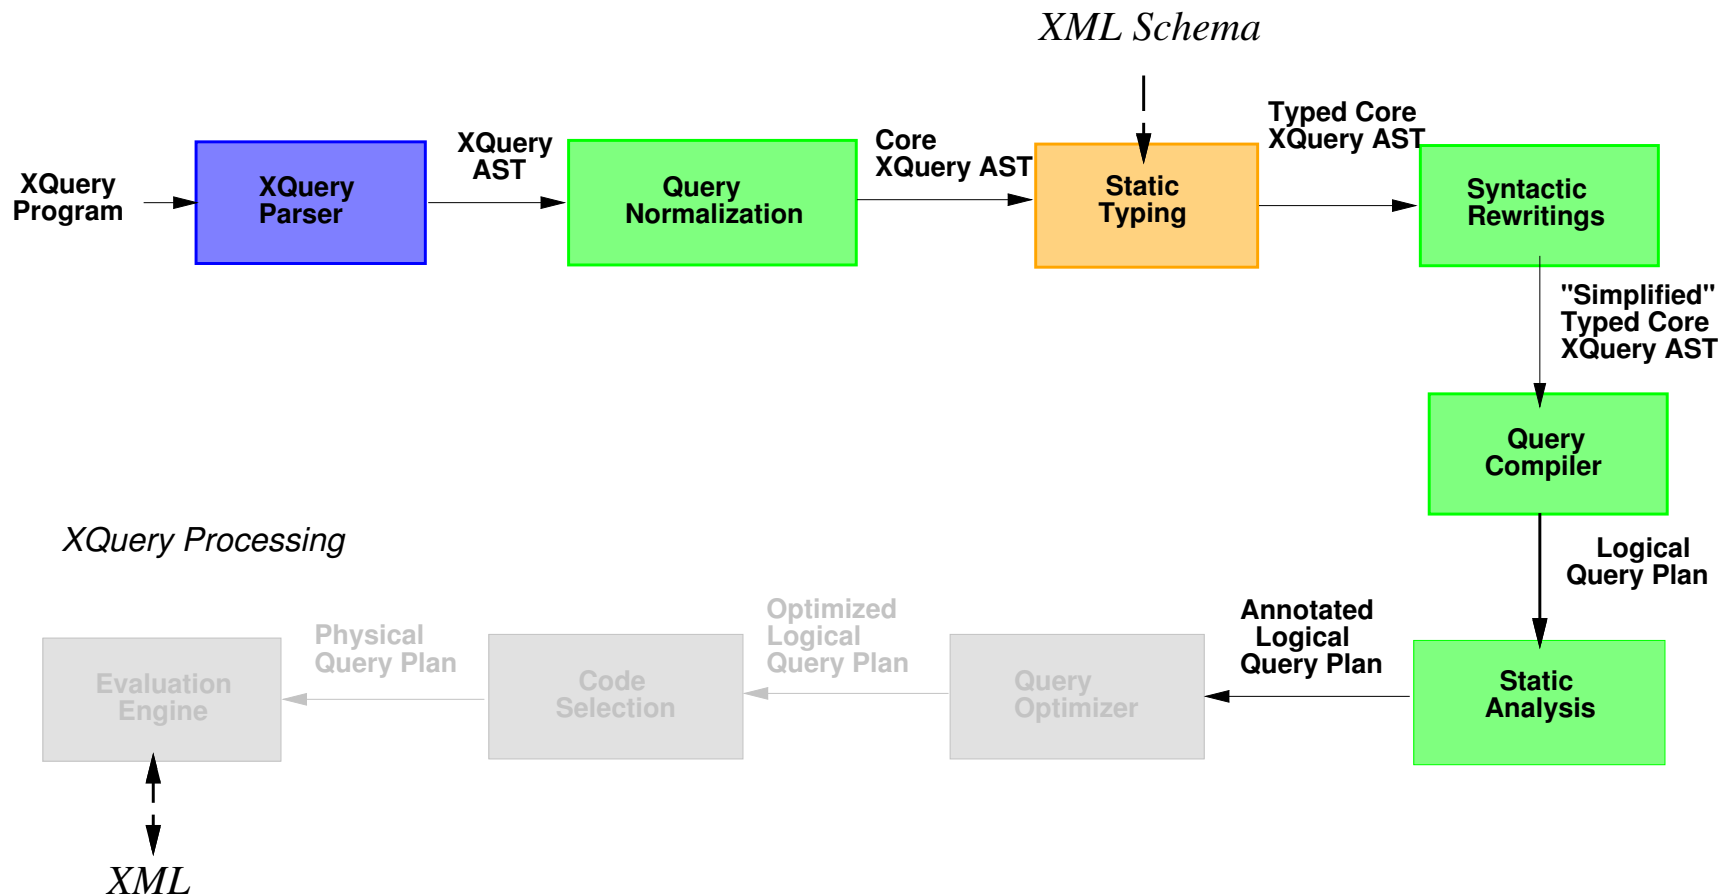 XML Schema
XQuery
Program
XQuery
Parser
XQuery
AST
Query
Normalization
Core
XQuery AST
Static
Typing
Typed Core
XQuery AST
Syntactic
Rewritings
"Simplified"
Typed Core
XQuery AST
Query
Compiler
Logical
Query Plan
Static
Analysis
Annotated
Logical
Query Plan
Query
Optimizer
Optimized
Logical
Query Plan
Code
Selection
Physical
Query Plan
Evaluation
Engine
XML
XQuery Processing